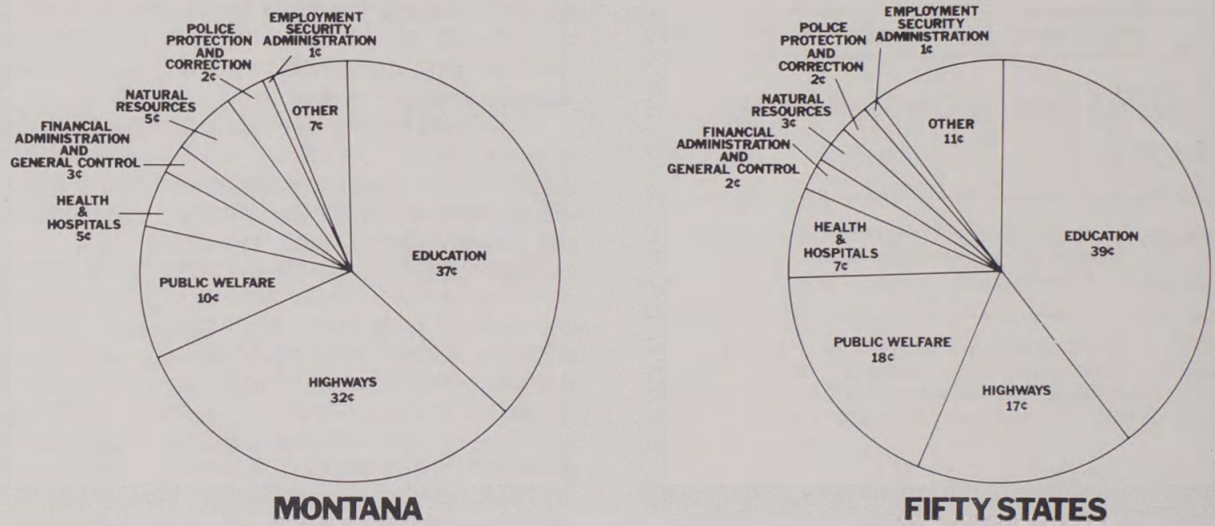 EMPLOYMENT
SECURITY
ADMINISTRATION
1¢
POLICE
PROTECTION
AND
CORRECTION
2¢
NATURAL
RESOURCES
5¢
FINANCIAL
ADMINISTRATION
AND
GENERAL CONTROL
3¢
HEALTH
&
HOSPITALS
5¢
OTHER
7¢
EDUCATION
37¢
PUBLIC WELFARE
10¢
HIGHWAYS
32¢
MONTANA
EMPLOYMENT
SECURITY
ADMINISTRATION
1¢
POLICE
PROTECTION
AND
CORRECTION
2¢
NATURAL
RESOURCES
3¢
FINANCIAL
ADMINISTRATION
AND
GENERAL CONTROL
2¢
OTHER
11¢
HEALTH
&
HOSPITALS
7¢
EDUCATION
39¢
PUBLIC WELFARE
18¢
HIGHWAYS
17¢
FIFTY STATES